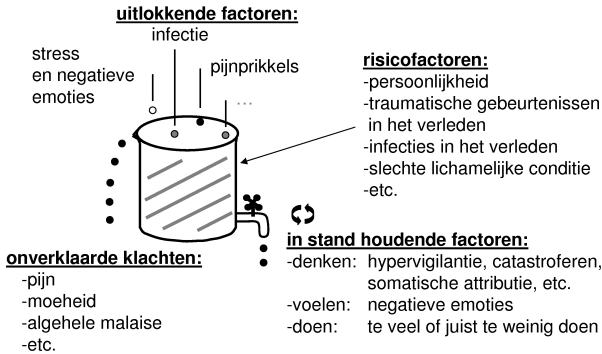 uitlokkende factoren:
infectie
stress
en negatieve
emoties
pijnprikkels
...
risicofactoren:
-persoonlijkheid
-traumatische gebeurtenissen
in het verleden
-infecties in het verleden
-slechte lichamelijke conditie
-etc.
onverklaarde klachten:
-pijn
-moeheid
-algehele malaise
-etc.
in stand houdende factoren:
-denken: hypervigilantie, catastroferen,
somatische attributie, etc.
-voelen: negatieve emoties
-doen: te veel of juist te weinig doen